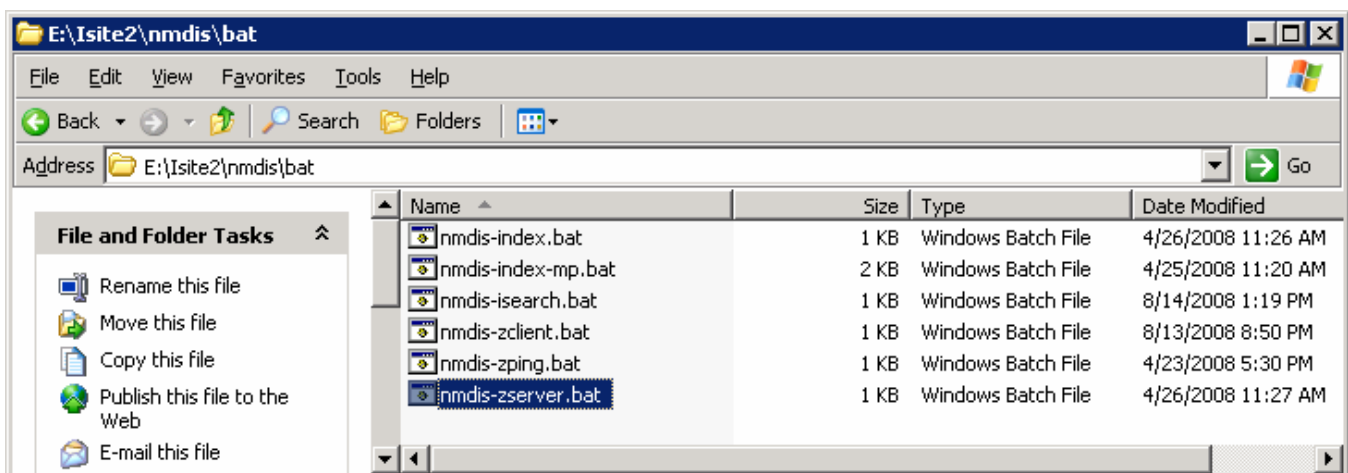 E:\Isite2\nmdis\bat
File Edit View Favorites Tools Help
Back Search Folders
Address E:\Isite2\nmdis\bat Go
File and Folder Tasks
Rename this file
Move this file
Copy this file
Publish this file to the
Web
E-mail this file
Name Size Type Date Modified
nmdis-index.bat 1 KB Windows Batch File 4/26/2008 11:26 AM
nmdis-index-mp.bat 2 KB Windows Batch File 4/25/2008 11:20 AM
nmdis-isearch.bat 1 KB Windows Batch File 8/14/2008 1:19 PM
nmdis-zclient.bat 1 KB Windows Batch File 8/13/2008 8:50 PM
nmdis-zping.bat 1 KB Windows Batch File 4/23/2008 5:30 PM
nmdis-zserver.bat 1 KB Windows Batch File 4/26/2008 11:27 AM